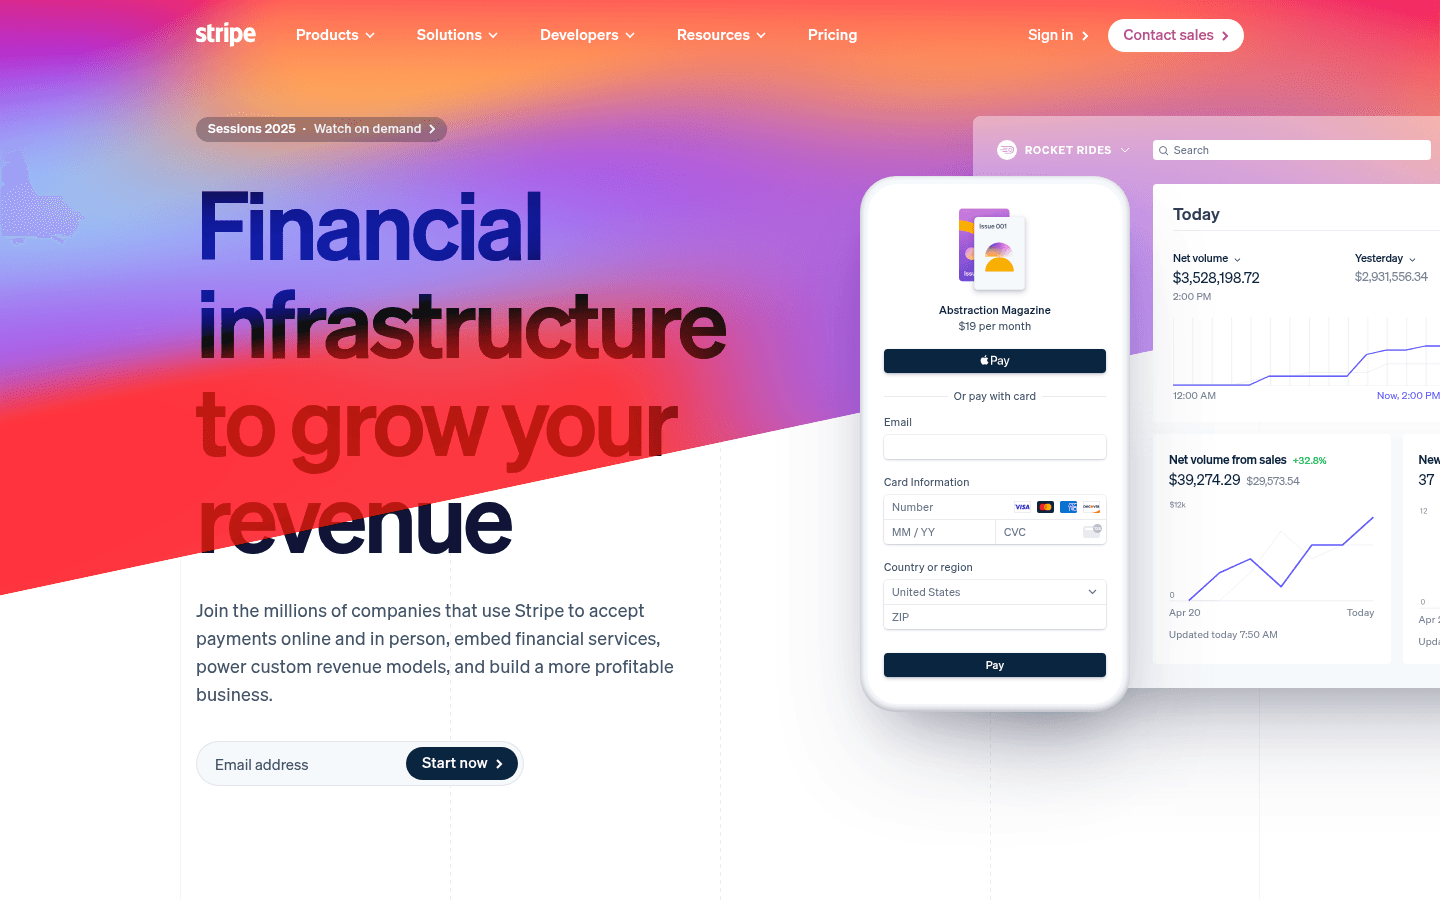 stripe
Products
Solutions
Developers
Resources
Pricing
Sign in
Contact sales
Sessions 2025 · Watch on demand
Financial
infrastructure
to grow your
revenue
Join the millions of companies that use Stripe to accept
payments online and in person, embed financial services,
power custom revenue models, and build a more profitable
business.
Email address
Start now
Issue 001
Abstraction Magazine
$19 per month
Pay
Or pay with card
Email
Card Information
Number
VISA
MM / YY
CVC
Country or region
United States
ZIP
Pay
ROCKET RIDES
Search
Today
Net volume
$3,528,198.72
2:00 PM
Yesterday
$2,931,556.34
12:00 AM
Now, 2:00 PM
Net volume from sales +32.8%
$39,274.29 $29,573.54
$12k
0
Apr 20
Today
Updated today 7:50 AM
New
37
12
0
Apr
Upda